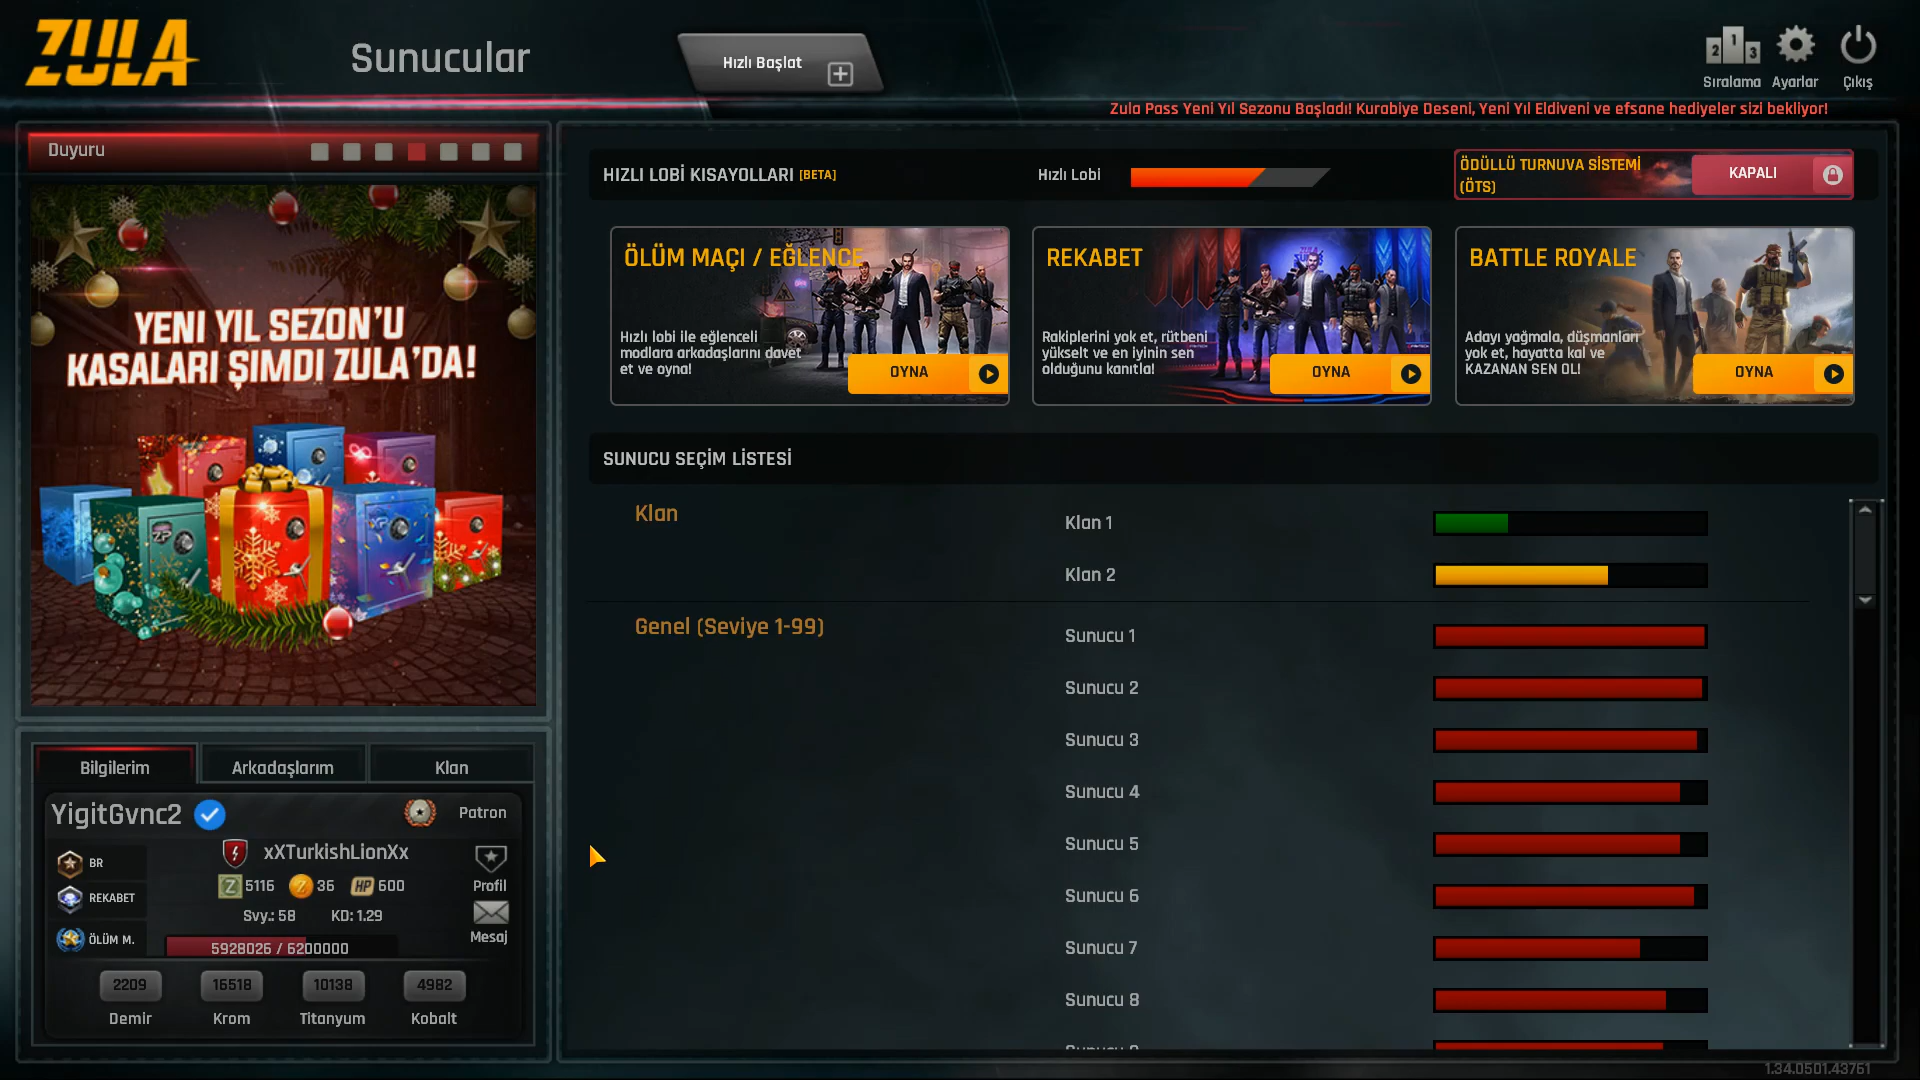 ZULA
Sunucular
Hızlı Başlat
2 1 3
Sıralama
Ayarlar
Çıkış
Zula Pass Yeni Yıl Sezonu Başladı! Kurabiye Deseni, Yeni Yıl Eldiveni ve efsane hediyeler sizi bekliyor!
Duyuru
YENI YIL SEZON'U
KASALARI ŞIMDI ZULA'DA!
ZP
HIZLI LOBİ KISAYOLLARI [BETA]
Hızlı Lobi
ÖDÜLLÜ TURNUVA SİSTEMİ
(ÖTS)
KAPALI
ÖLÜM MAÇI / EĞLENCE
Hızlı lobi ile eğlenceli
modlara arkadaşlarını davet
et ve oyna!
OYNA
REKABET
Rakiplerini yok et, rütbeni
yükselt ve en iyinin sen
olduğunu kanıtla!
OYNA
BATTLE ROYALE
Adayı yağmala, düşmanları
yok et, hayatta kal ve
KAZANAN SEN OL!
OYNA
SUNUCU SEÇİM LİSTESİ
Klan
Klan 1
Klan 2
Genel (Seviye 1-99)
Sunucu 1
Sunucu 2
Sunucu 3
Sunucu 4
Sunucu 5
Sunucu 6
Sunucu 7
Sunucu 8
Bilgilerim
Arkadaşlarım
Klan
YigitGvnc2
Patron
BR
REKABET
ÖLÜM M.
xXTurkishLionXx
Z 5116
Z 36
HP 600
Svy.: 58
KD: 1.29
5928026 / 6200000
Profil
Mesaj
2209
16518
10138
4982
Demir
Krom
Titanyum
Kobalt
1.34.0501.43761